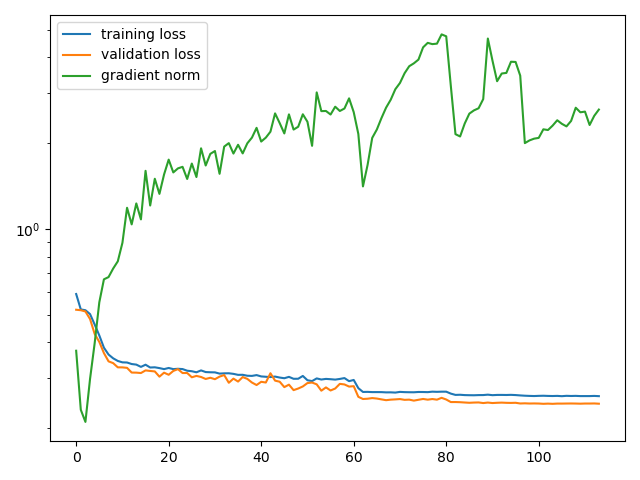 training loss
validation loss
gradient norm
10⁰
0 20 40 60 80 100